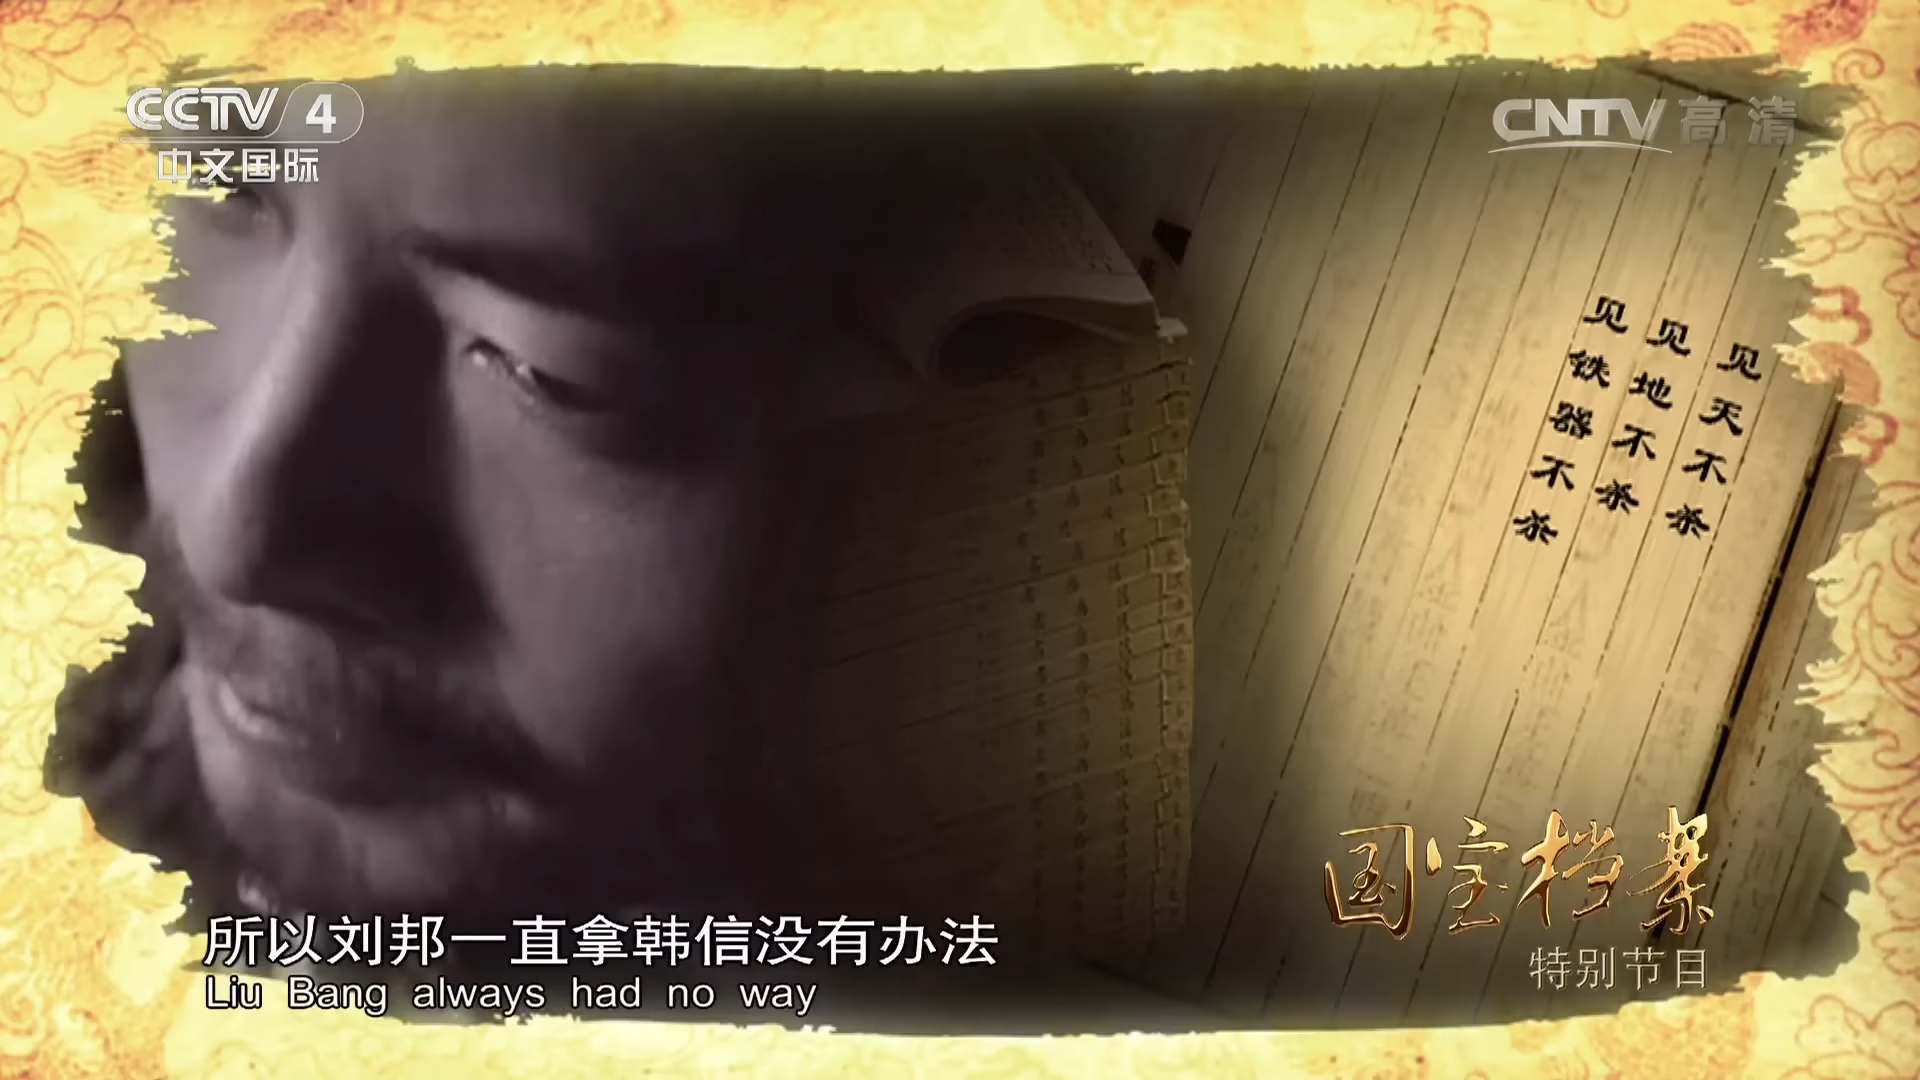 CCTV 4
中文国际
CNTV 高清
见天不杀
见地不杀
见铁器不杀
国宝档案
特别节目
所以刘邦一直拿韩信没有办法
Liu Bang always had no way